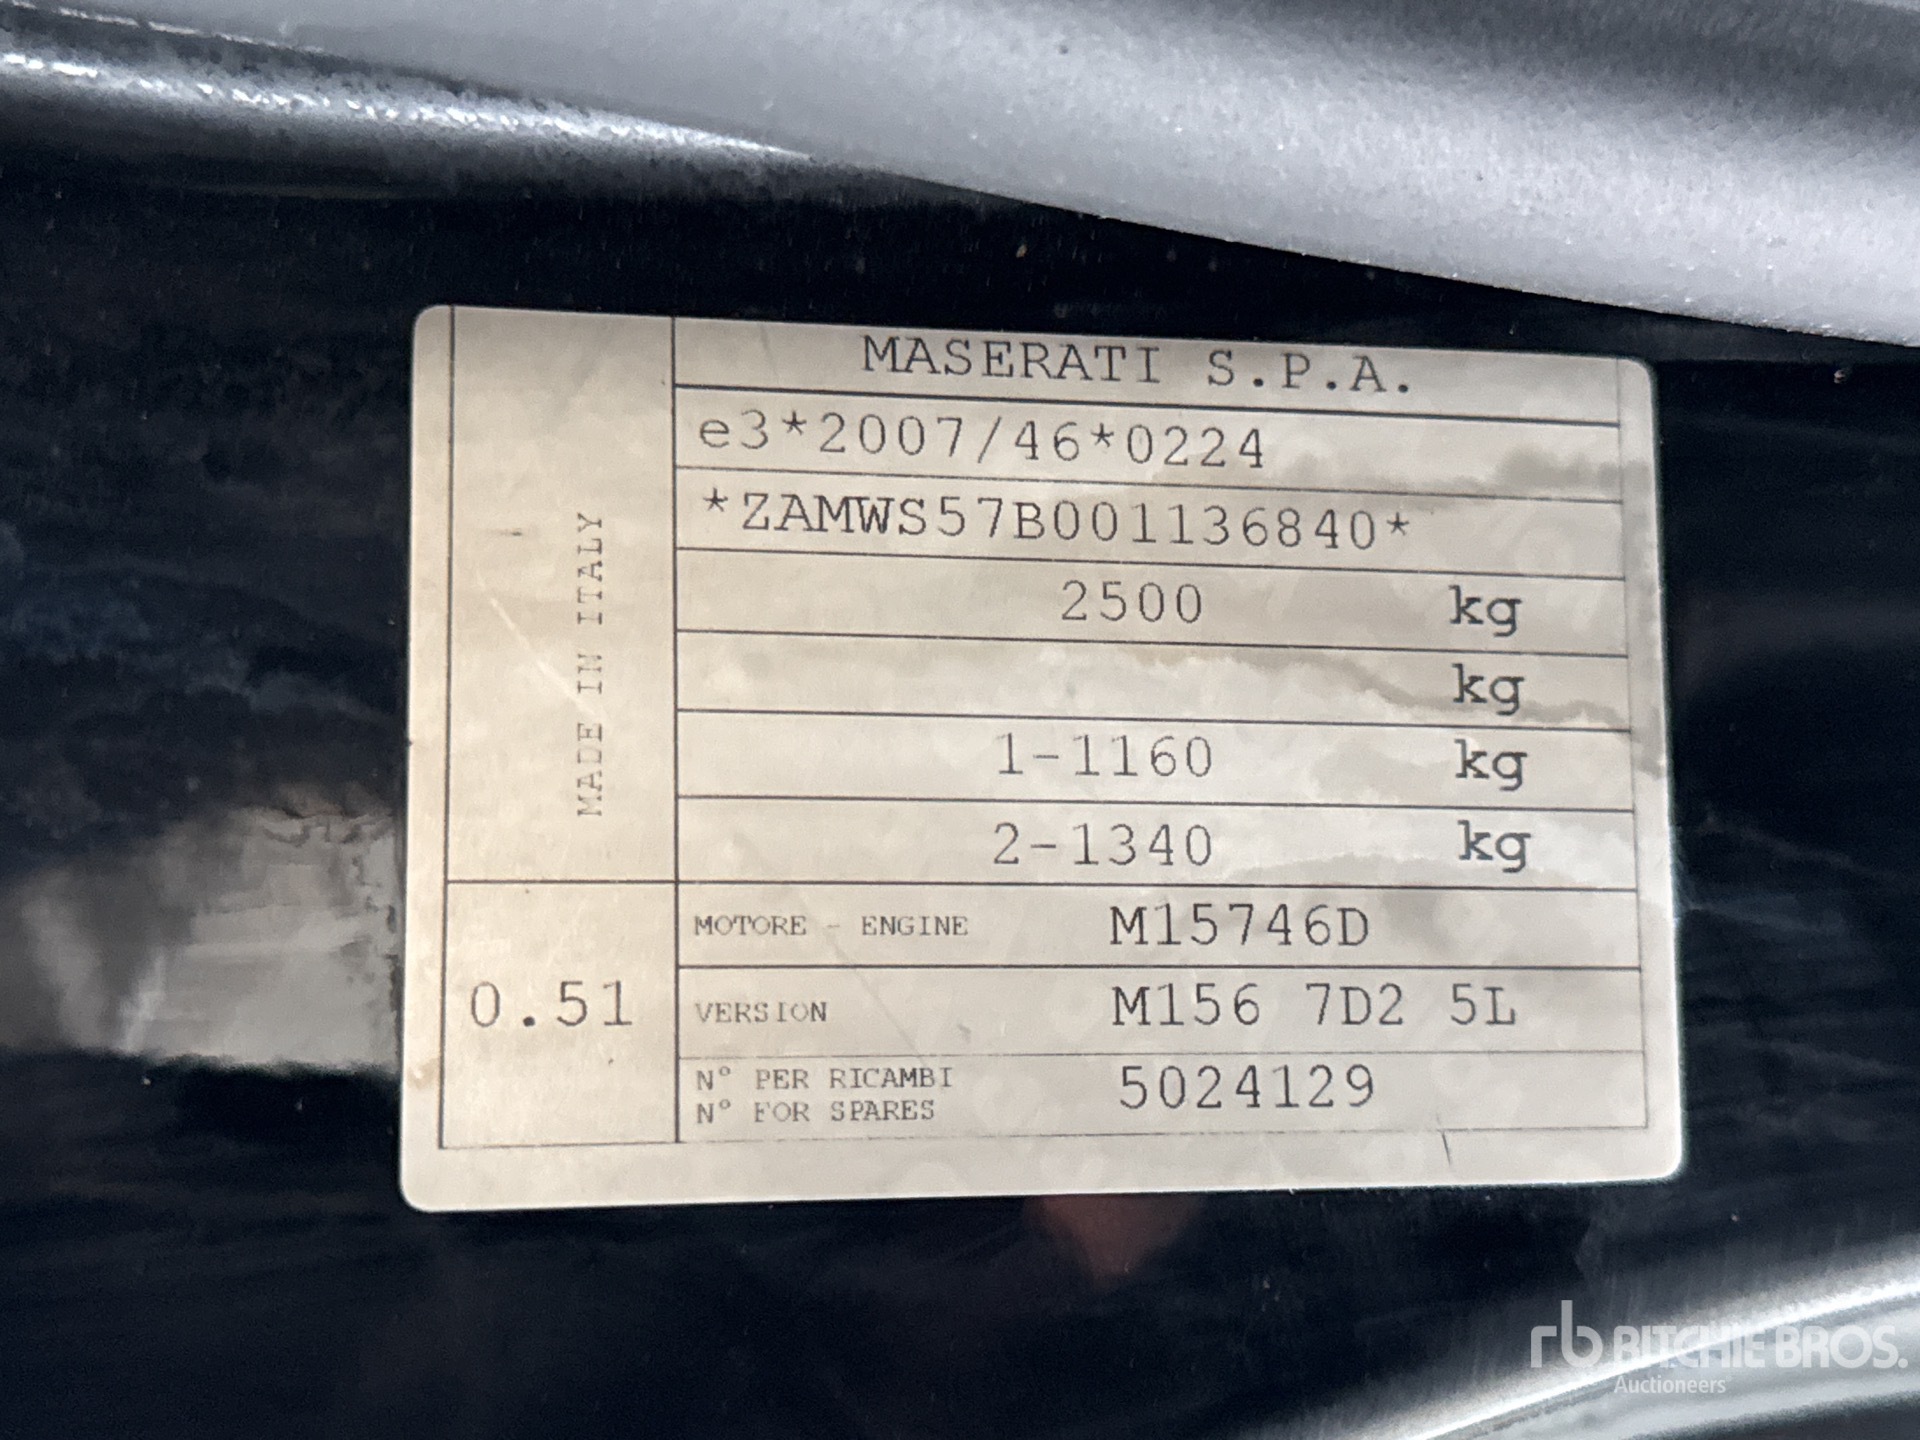 MASERATI S.P.A.
e3*2007/46*0224
*ZAMWS57B001136840*
2500 kg
kg
1-1160 kg
2-1340 kg
MADE IN ITALY
MOTORE - ENGINE M15746D
0.51
VERSION M156 7D2 5L
N° PER RICAMBI
N° FOR SPARES
5024129
rb RITCHIE BROS.
Auctioneers